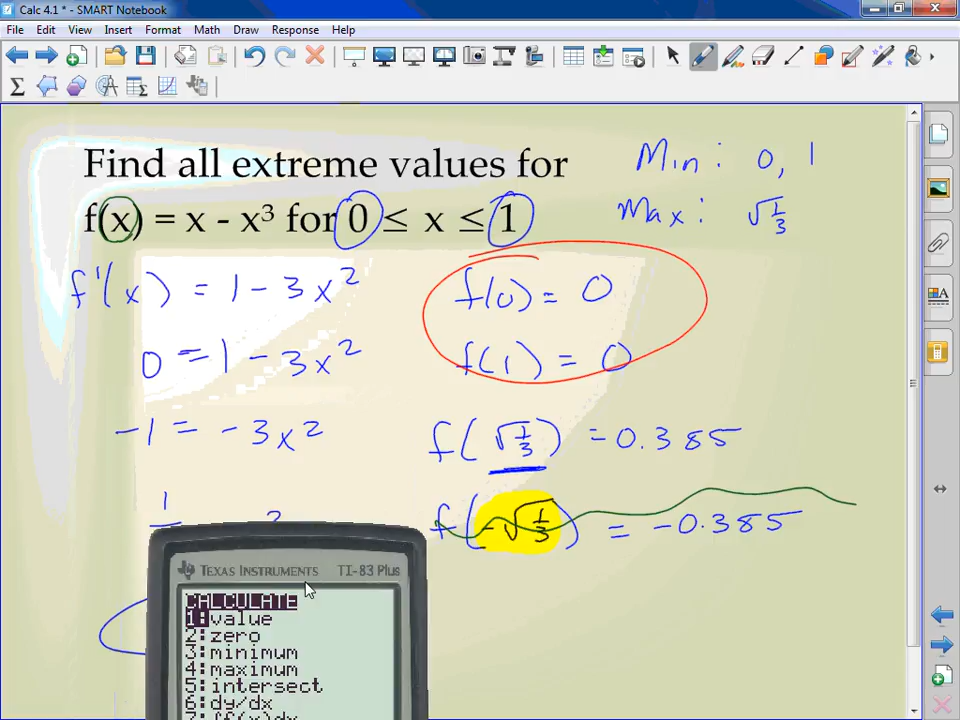 Calc 4.1 * - SMART Notebook
File Edit View Insert Format Math Draw Response Help
Find all extreme values for
f(x) = x - x³ for 0 ≤ x ≤ 1
Min: 0, 1
Max: √1/3
f'(x) = 1 - 3x²
0 = 1 - 3x²
-1 = -3x²
1
f(0) = 0
f(1) = 0
f(√1/3) = 0.385
f(-√1/3) = -0.385
TEXAS INSTRUMENTS TI-83 Plus
CALCULATE
1:value
2:zero
3:minimum
4:maximum
5:intersect
6:dy/dx
7:∫f(x)dx